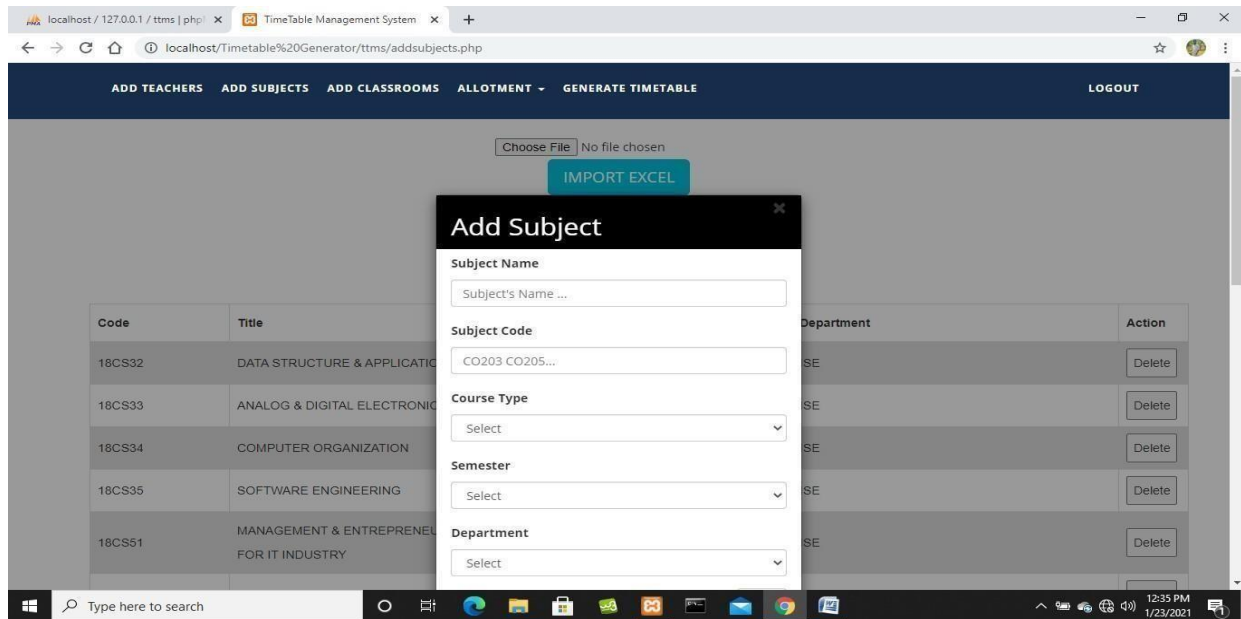 localhost / 127.0.0.1 / ttms | php
TimeTable Management System
localhost/Timetable%20Generator/ttms/addsubjects.php
ADD TEACHERS ADD SUBJECTS ADD CLASSROOMS ALLOTMENT GENERATE TIMETABLE LOGOUT
Choose File No file chosen
IMPORT EXCEL
Add Subject
Subject Name
Subject's Name ...
Subject Code
CO203 CO205...
Course Type
Select
Semester
Select
Department
Select
Code Title Department Action
18CS32 DATA STRUCTURE & APPLICATIO SE Delete
18CS33 ANALOG & DIGITAL ELECTRONIC SE Delete
18CS34 COMPUTER ORGANIZATION SE Delete
18CS35 SOFTWARE ENGINEERING SE Delete
18CS51 MANAGEMENT & ENTREPRENEU
FOR IT INDUSTRY SE Delete
Type here to search
12:35 PM
1/23/2021